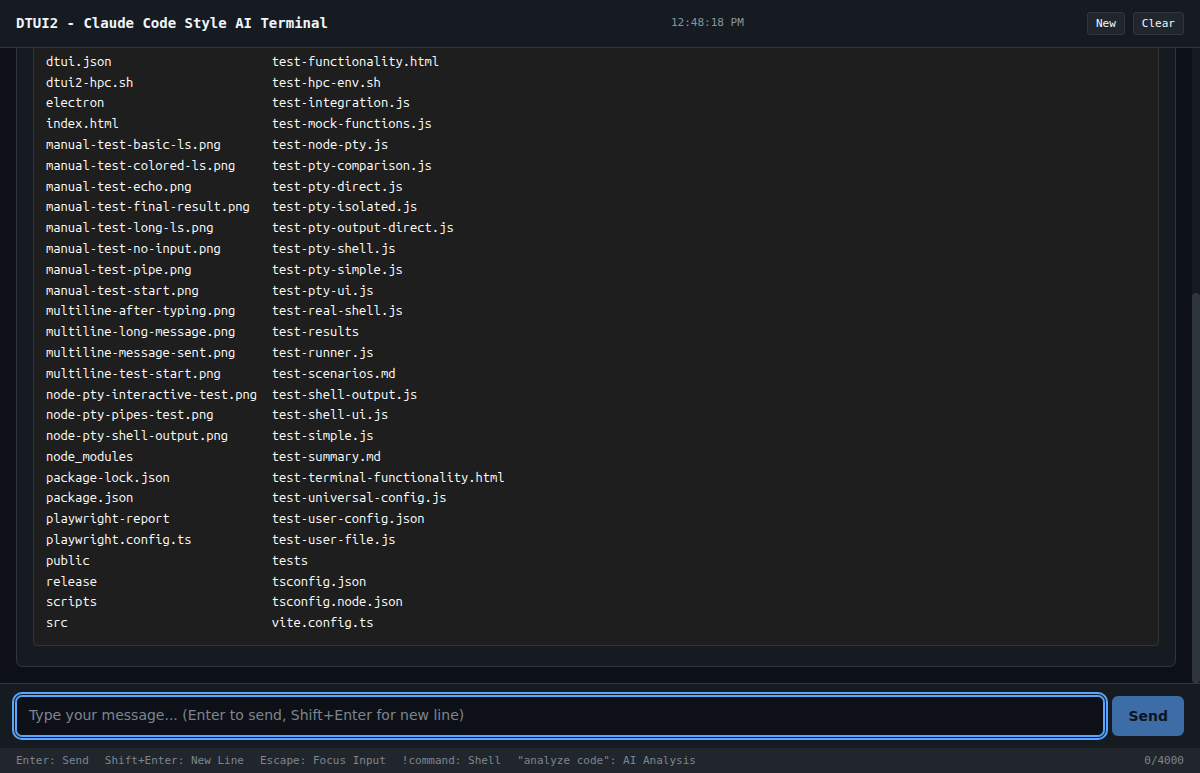 DTUI2 - Claude Code Style AI Terminal 12:48:18 PM New Clear
dtui.json test-functionality.html
dtui2-hpc.sh test-hpc-env.sh
electron test-integration.js
index.html test-mock-functions.js
manual-test-basic-ls.png test-node-pty.js
manual-test-colored-ls.png test-pty-comparison.js
manual-test-echo.png test-pty-direct.js
manual-test-final-result.png test-pty-isolated.js
manual-test-long-ls.png test-pty-output-direct.js
manual-test-no-input.png test-pty-shell.js
manual-test-pipe.png test-pty-simple.js
manual-test-start.png test-pty-ui.js
multiline-after-typing.png test-real-shell.js
multiline-long-message.png test-results
multiline-message-sent.png test-runner.js
multiline-test-start.png test-scenarios.md
node-pty-interactive-test.png test-shell-output.js
node-pty-pipes-test.png test-shell-ui.js
node-pty-shell-output.png test-simple.js
node_modules test-summary.md
package-lock.json test-terminal-functionality.html
package.json test-universal-config.js
playwright-report test-user-config.json
playwright.config.ts test-user-file.js
public tests
release tsconfig.json
scripts tsconfig.node.json
src vite.config.ts
Type your message... (Enter to send, Shift+Enter for new line) Send
Enter: Send Shift+Enter: New Line Escape: Focus Input !command: Shell "analyze code": AI Analysis 0/4000